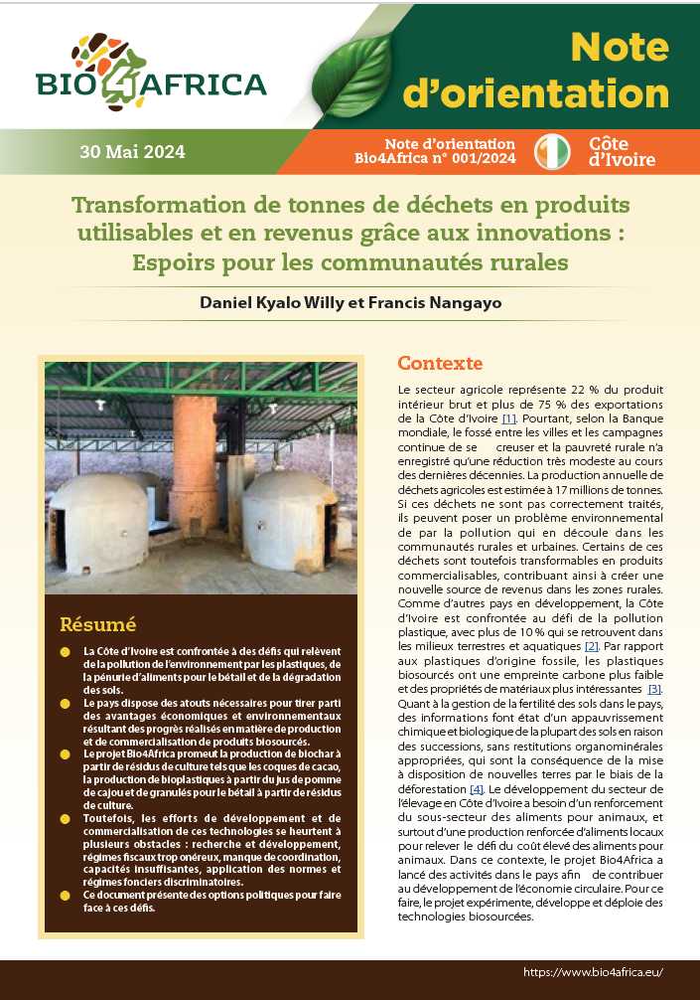 BIO4AFRICA
Note
d'orientation
30 Mai 2024
Note d'orientation
Bio4Africa n° 001/2024
Côte
d'Ivoire
Transformation de tonnes de déchets en produits
utilisables et en revenus grâce aux innovations :
Espoirs pour les communautés rurales
Daniel Kyalo Willy et Francis Nangayo
Résumé
La Côte d'Ivoire est confrontée à des défis qui relèvent
de la pollution de l'environnement par les plastiques, de
la pénurie d'aliments pour le bétail et de la dégradation
des sols.
Le pays dispose des atouts nécessaires pour tirer parti
des avantages économiques et environnementaux
résultant des progrès réalisés en matière de production
et de commercialisation de produits biosourcés.
Le projet Bio4Africa promeut la production de biochar à
partir de résidus de culture tels que les coques de cacao,
la production de bioplastiques à partir du jus de pomme
de cajou et de granulés pour le bétail à partir de résidus
de culture.
Toutefois, les efforts de développement et de
commercialisation de ces technologies se heurtent à
plusieurs obstacles : recherche et développement,
régimes fiscaux trop onéreux, manque de coordination,
capacités insuffisantes, application des normes et
régimes fonciers discriminatoires.
Ce document présente des options politiques pour faire
face à ces défis.
Contexte
Le secteur agricole représente 22 % du produit
intérieur brut et plus de 75 % des exportations
de la Côte d'Ivoire [1]. Pourtant, selon la Banque
mondiale, le fossé entre les villes et les campagnes
continue de se creuser et la pauvreté rurale n'a
enregistré qu'une réduction très modeste au cours
des dernières décennies. La production annuelle de
déchets agricoles est estimée à 17 millions de tonnes.
Si ces déchets ne sont pas correctement traités,
ils peuvent poser un problème environnemental
de par la pollution qui en découle dans les
communautés rurales et urbaines. Certains de ces
déchets sont toutefois transformables en produits
commercialisables, contribuant ainsi à créer une
nouvelle source de revenus dans les zones rurales.
Comme d'autres pays en développement, la Côte
d'Ivoire est confrontée au défi de la pollution
plastique, avec plus de 10 % qui se retrouvent dans
les milieux terrestres et aquatiques [2]. Par rapport
aux plastiques d'origine fossile, les plastiques
biosourcés ont une empreinte carbone plus faible
et des propriétés de matériaux plus intéressantes [3].
Quant à la gestion de la fertilité des sols dans le pays,
des informations font état d'un appauvrissement
chimique et biologique de la plupart des sols en raison
des successions, sans restitutions organominérales
appropriées, qui sont la conséquence de la mise
à disposition de nouvelles terres par le biais de la
déforestation [4]. Le développement du secteur de
l'élevage en Côte d'Ivoire a besoin d'un renforcement
du sous-secteur des aliments pour animaux, et
surtout d'une production renforcée d'aliments locaux
pour relever le défi du coût élevé des aliments pour
animaux. Dans ce contexte, le projet Bio4Africa a
lancé des activités dans le pays afin de contribuer
au développement de l'économie circulaire. Pour ce
faire, le projet expérimente, développe et déploie des
technologies biosourcées.
https://www.bio4africa.eu/